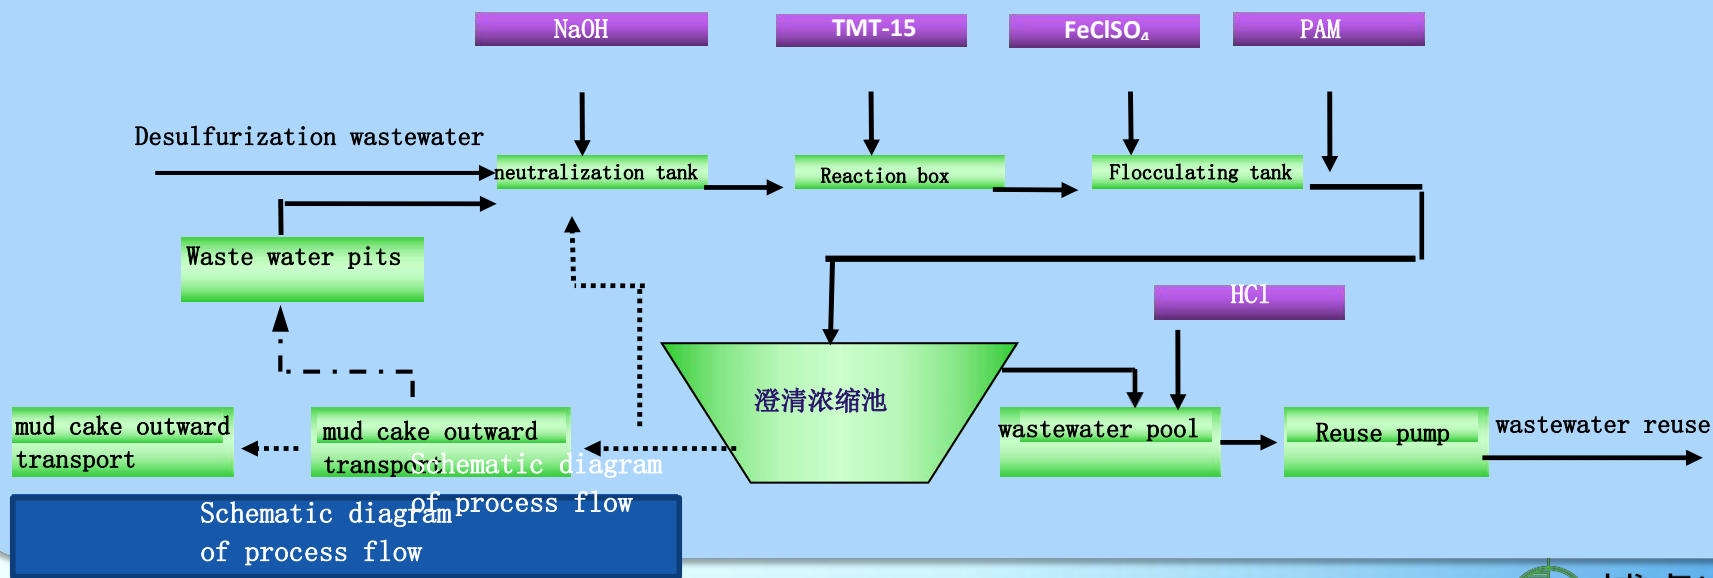 NaOH
TMT-15
FeClSO₄
PAM
Desulfurization wastewater
neutralization tank
Reaction box
Flocculating tank
Waste water pits
HCl
澄清浓缩池
mud cake outward
transport
mud cake outward
transport
wastewater pool
Reuse pump
wastewater reuse
Schematic diagram
of process flow
Schematic diagram
of process flow